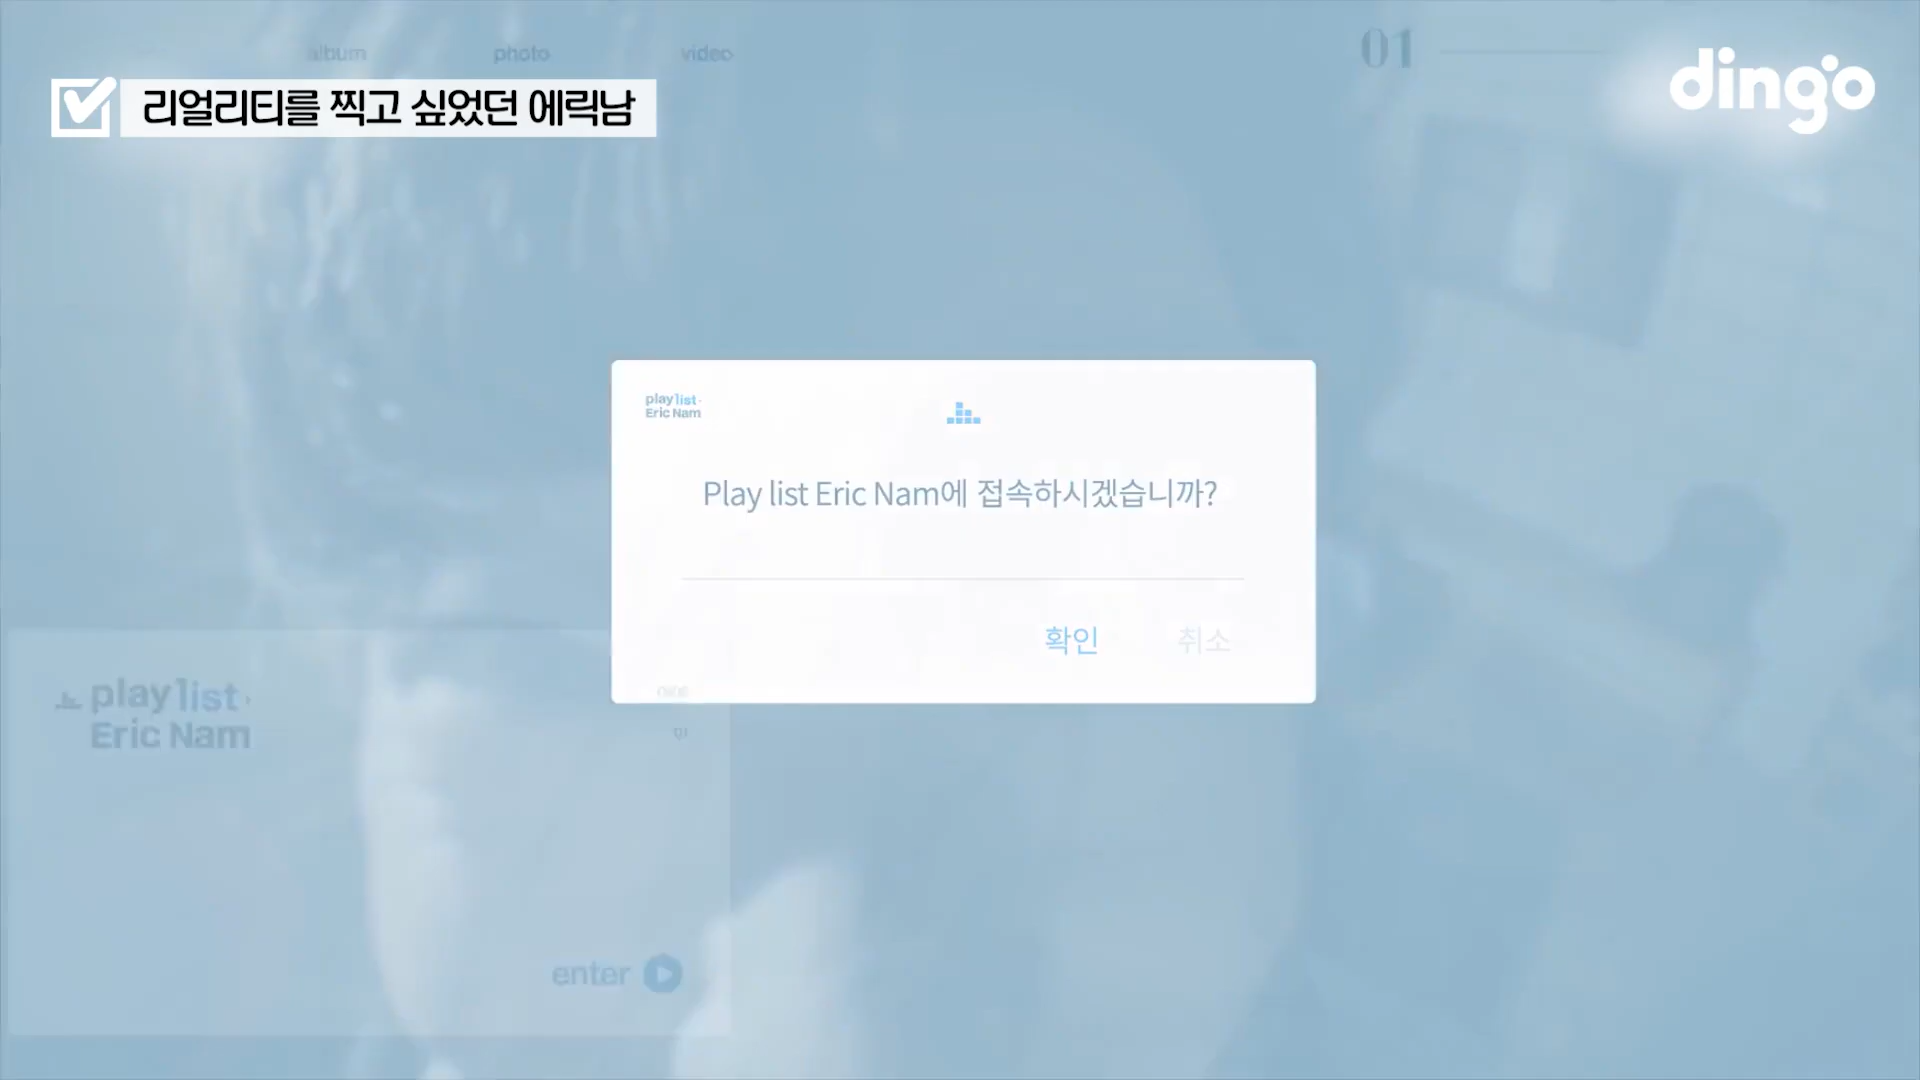 album photo video
01
dingo
리얼리티를 찍고 싶었던 에릭남
play list
Eric Nam
Play list Eric Nam에 접속하시겠습니까?
확인 취소
01
play list
Eric Nam
enter